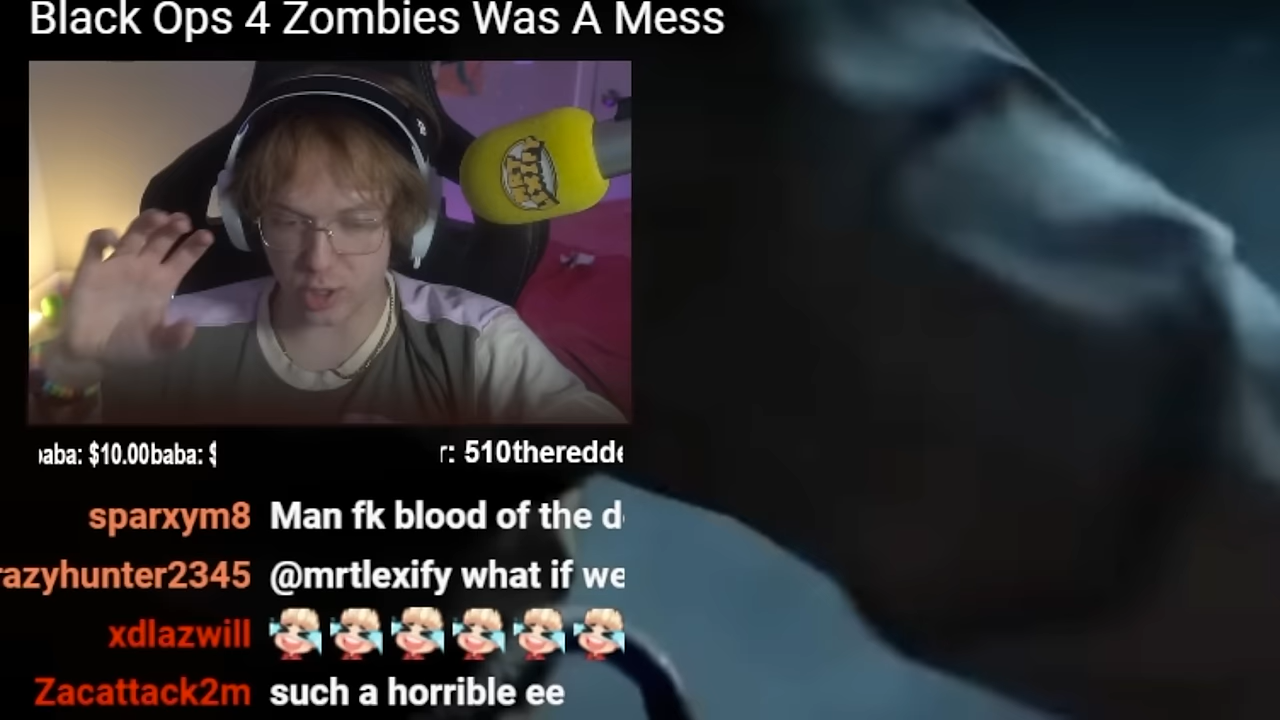 Black Ops 4 Zombies Was A Mess
aba: $10.00baba: $
r: 510theredde
sparxym8 Man fk blood of the d
razyhunter2345 @mrtlexify what if we
xdlazwill
Zacattack2m such a horrible ee